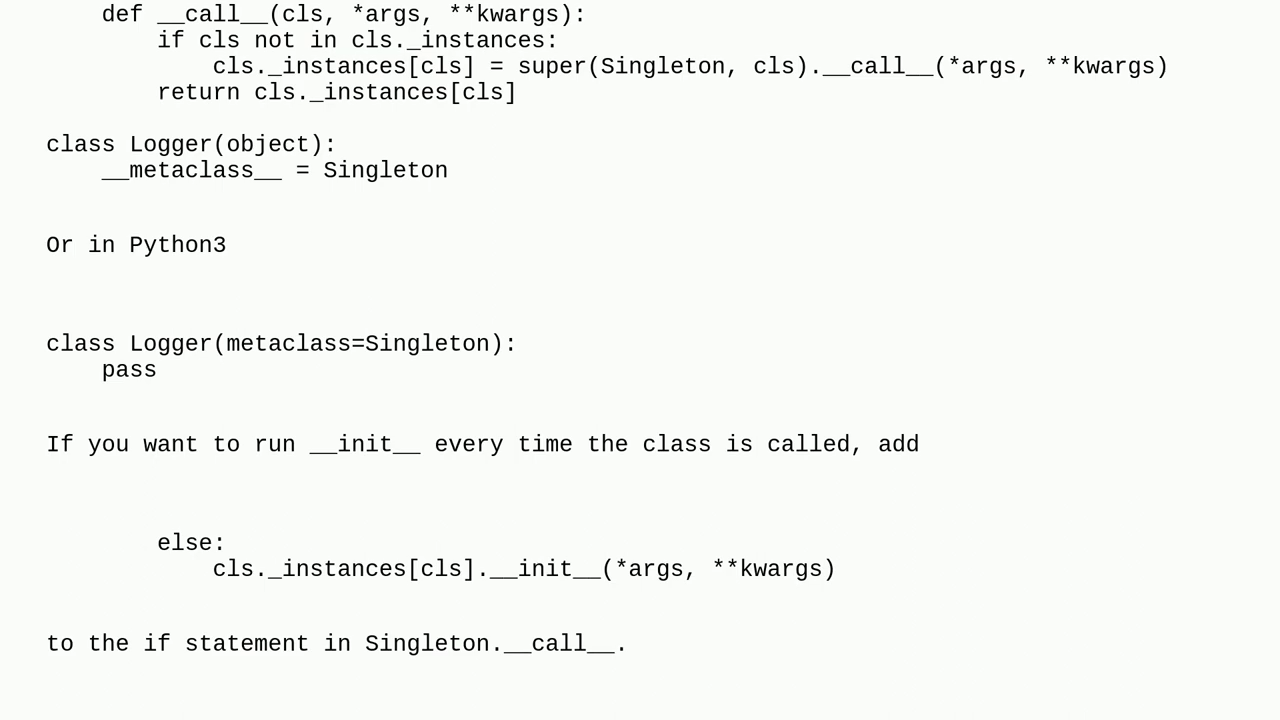 def __call__(cls, *args, **kwargs):
        if cls not in cls._instances:
            cls._instances[cls] = super(Singleton, cls).__call__(*args, **kwargs)
        return cls._instances[cls]
class Logger(object):
    __metaclass__ = Singleton
Or in Python3
class Logger(metaclass=Singleton):
    pass
If you want to run __init__ every time the class is called, add
        else:
            cls._instances[cls].__init__(*args, **kwargs)
to the if statement in Singleton.__call__.